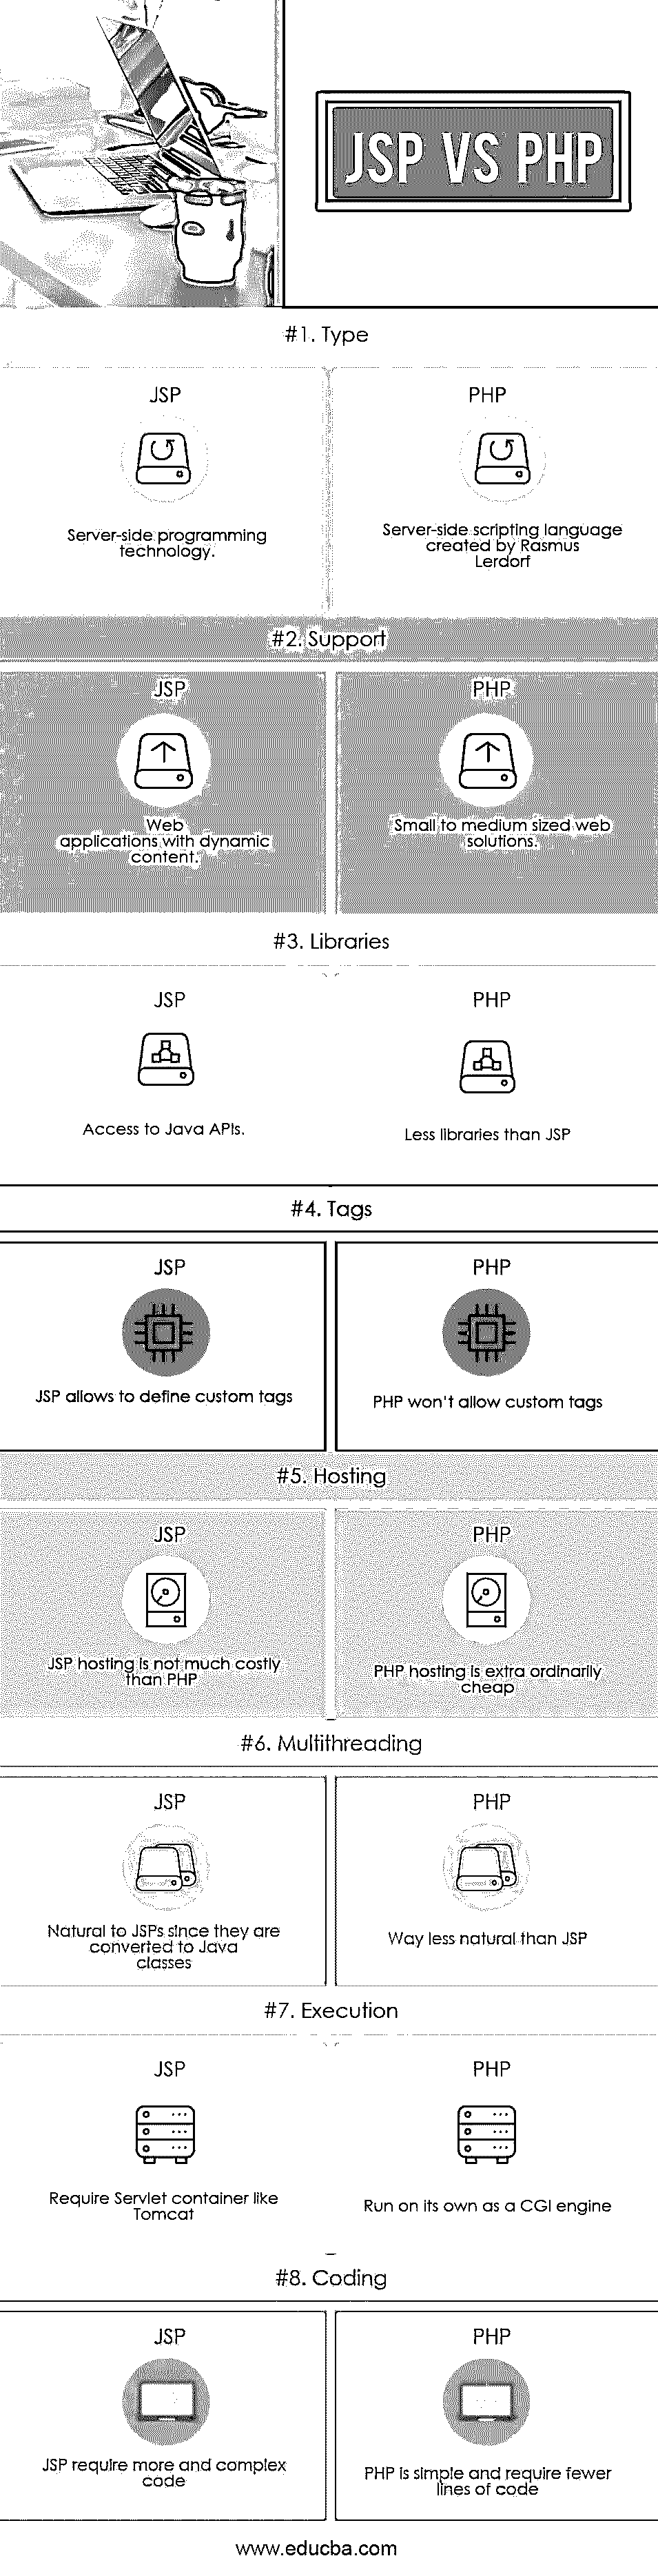 JSP VS PHP
#1. Type
JSP
PHP
Server-side programming
technology.
Server-side scripting language
created by Rasmus
Lerdorf
#2. Support
JSP
PHP
Web
applications with dynamic
content.
Small to medium sized web
solutions.
#3. Libraries
JSP
PHP
Access to Java APIs.
Less libraries than JSP
#4. Tags
JSP
PHP
JSP allows to define custom tags
PHP won't allow custom tags
#5. Hosting
JSP
PHP
JSP hosting is not much costly
than PHP
PHP hosting is extra ordinarily
cheap
#6. Multithreading
JSP
PHP
Natural to JSPs since they are
converted to Java
classes
Way less natural than JSP
#7. Execution
JSP
PHP
Require Servlet container like
Tomcat
Run on its own as a CGI engine
#8. Coding
JSP
PHP
JSP require more and complex
code
PHP is simple and require fewer
lines of code
www.educba.com